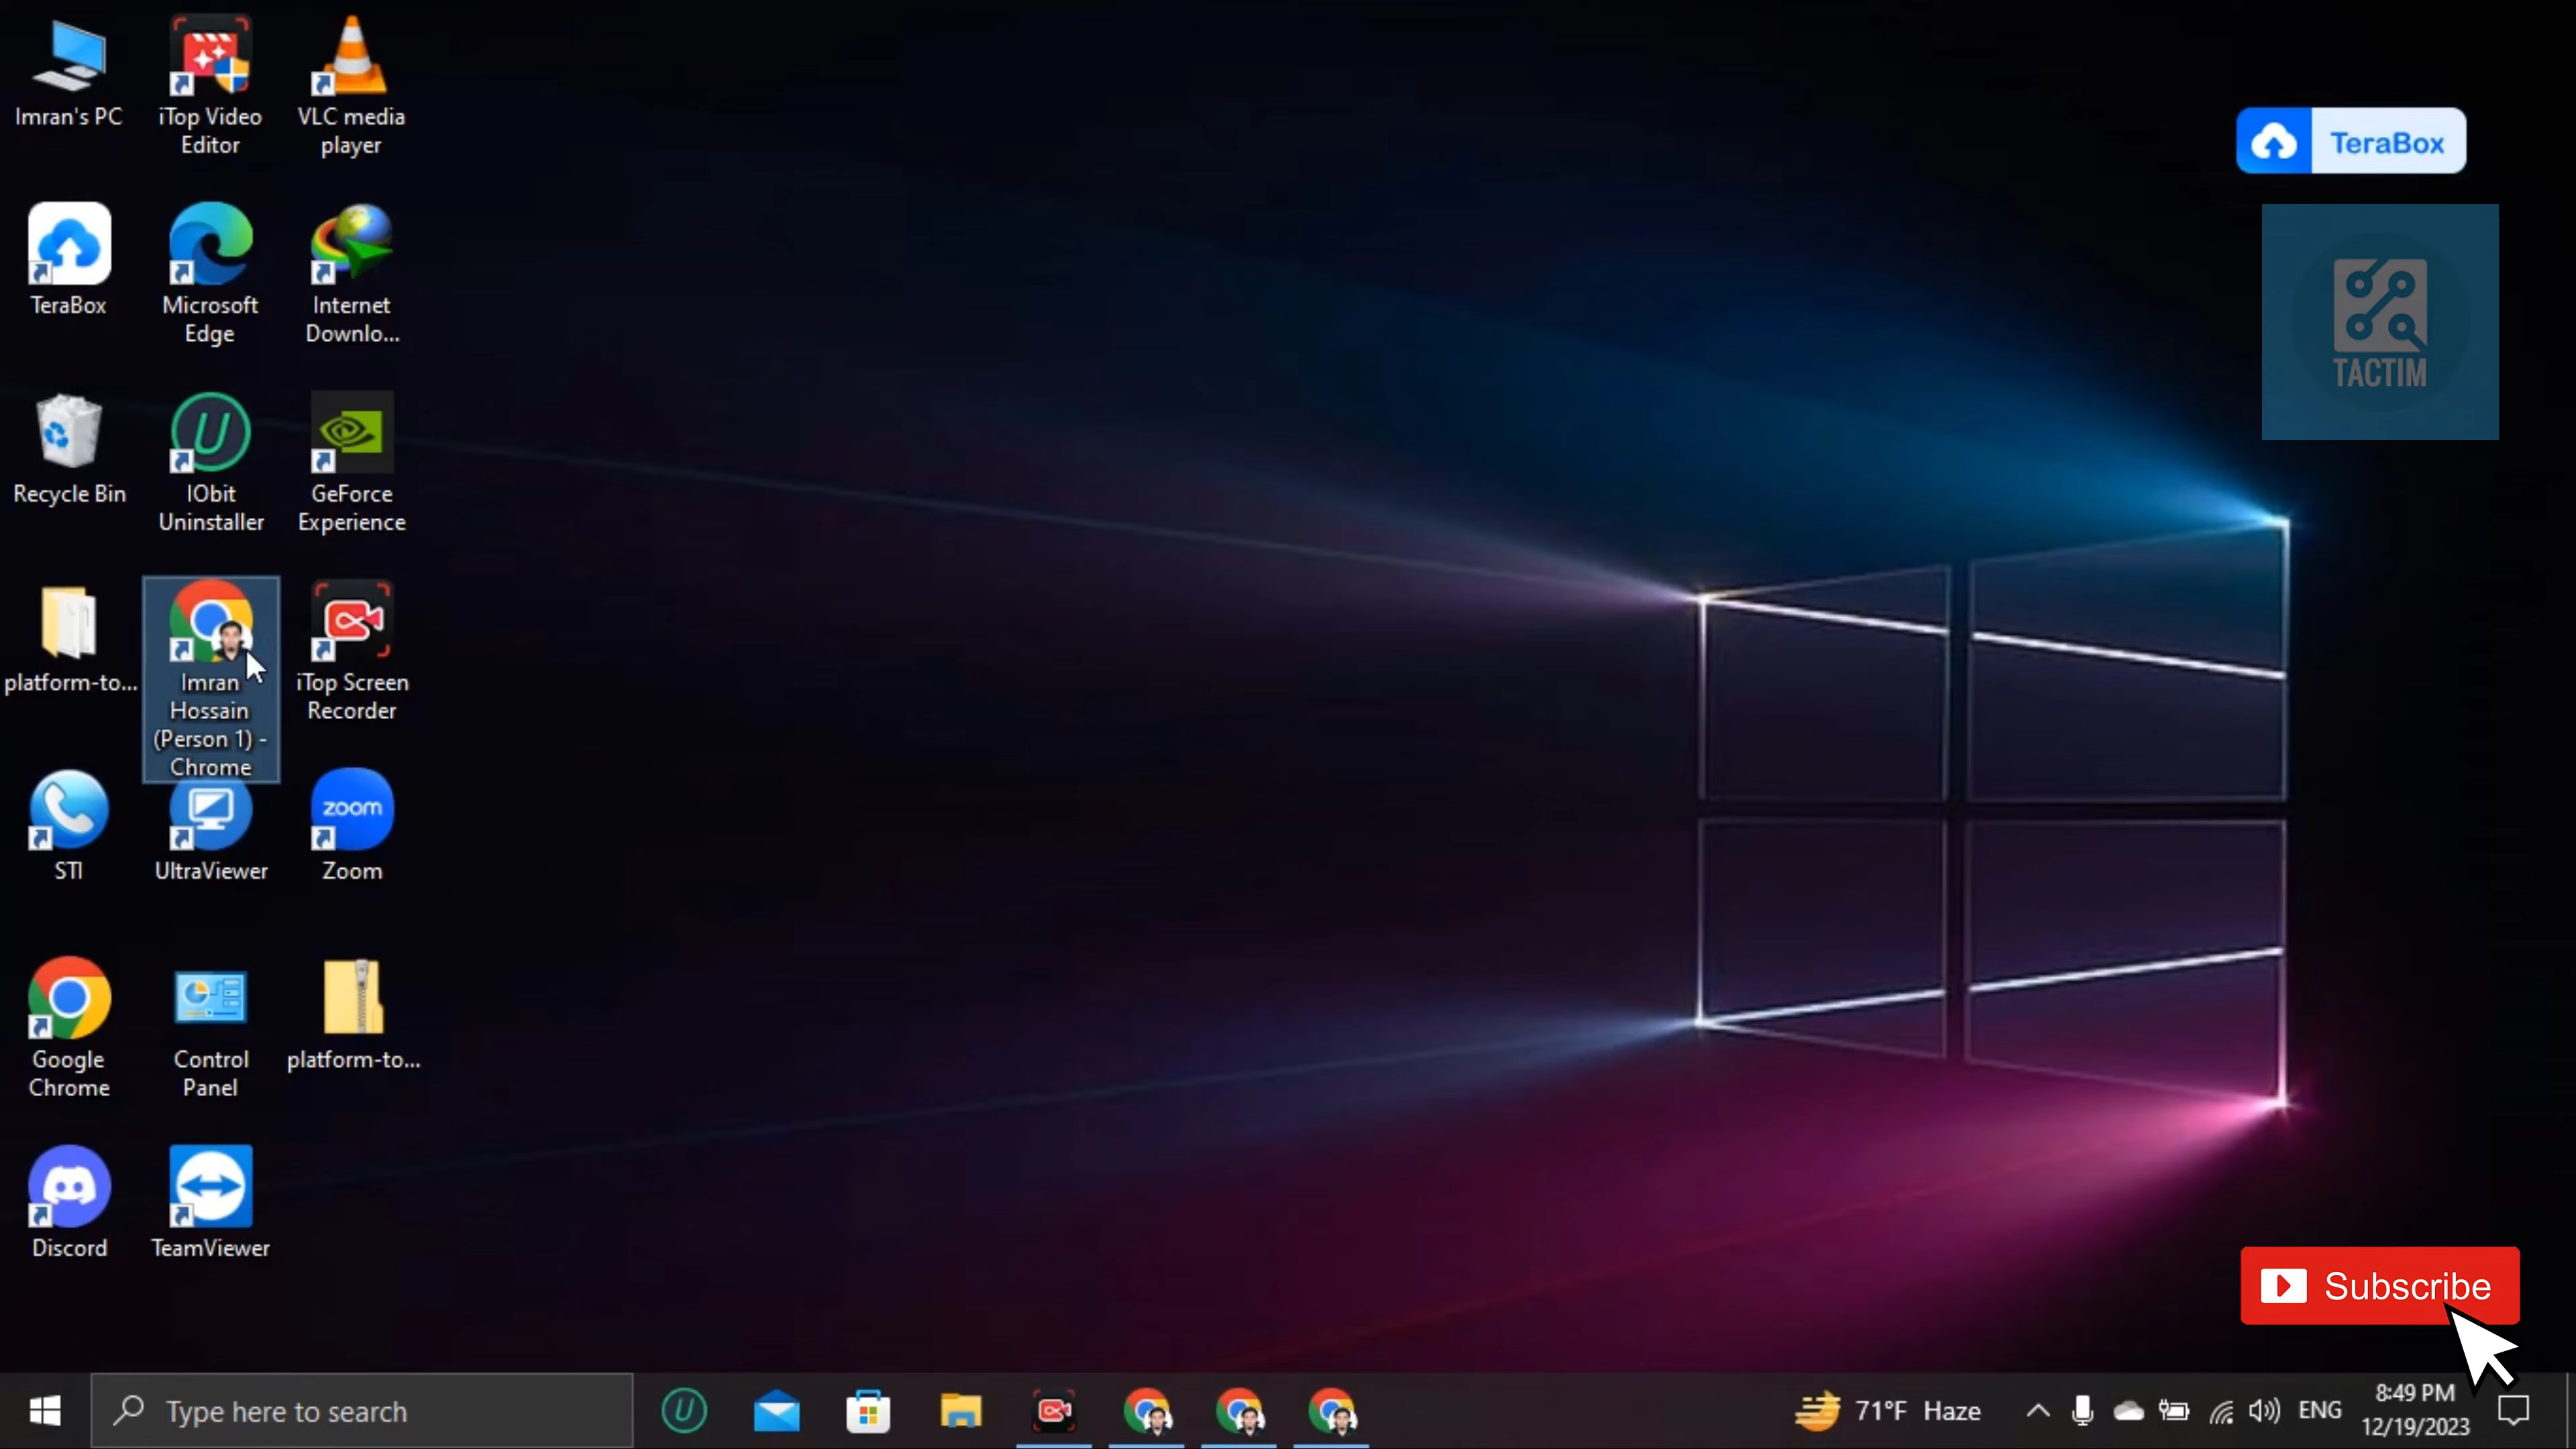 Imran's PC
iTop Video
Editor
VLC media
player
TeraBox
TeraBox
Microsoft
Edge
Internet
Downlo...
TACTIM
Recycle Bin
IObit
Uninstaller
GeForce
Experience
platform-to...
Imran
Hossain
(Person 1) -
Chrome
iTop Screen
Recorder
zoom
STI
UltraViewer
Zoom
Google
Chrome
Control
Panel
platform-to...
Discord
TeamViewer
Subscribe
Type here to search
71°F Haze
ENG
8:49 PM
12/19/2023